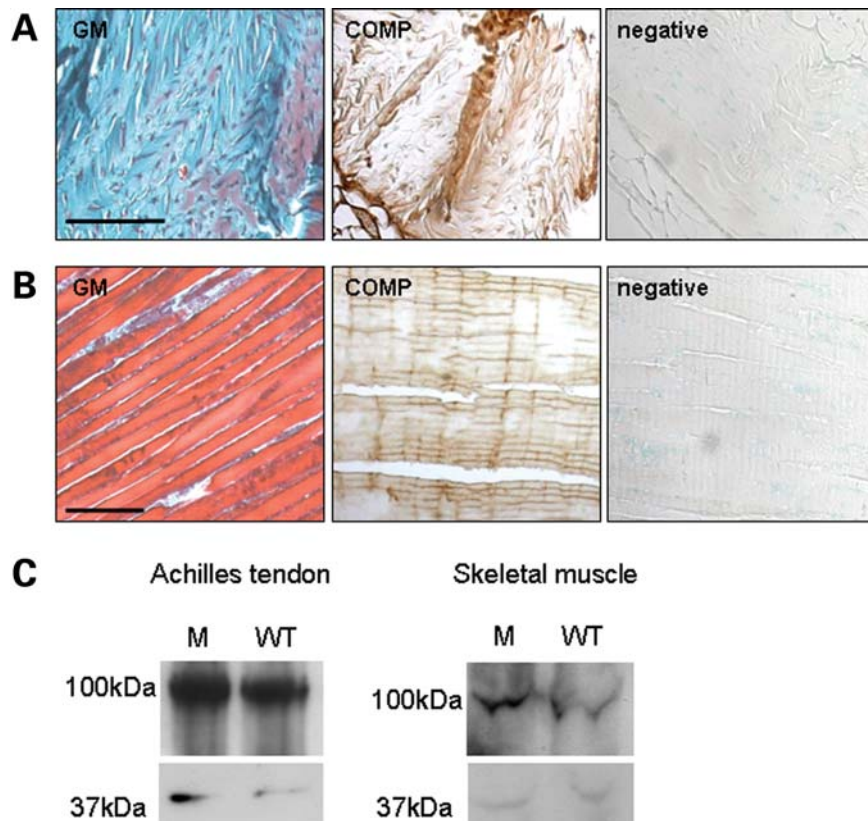 A
GM
COMP
negative
B
GM
COMP
negative
C
Achilles tendon
Skeletal muscle
M WT
M WT
100kDa
100kDa
37kDa
37kDa